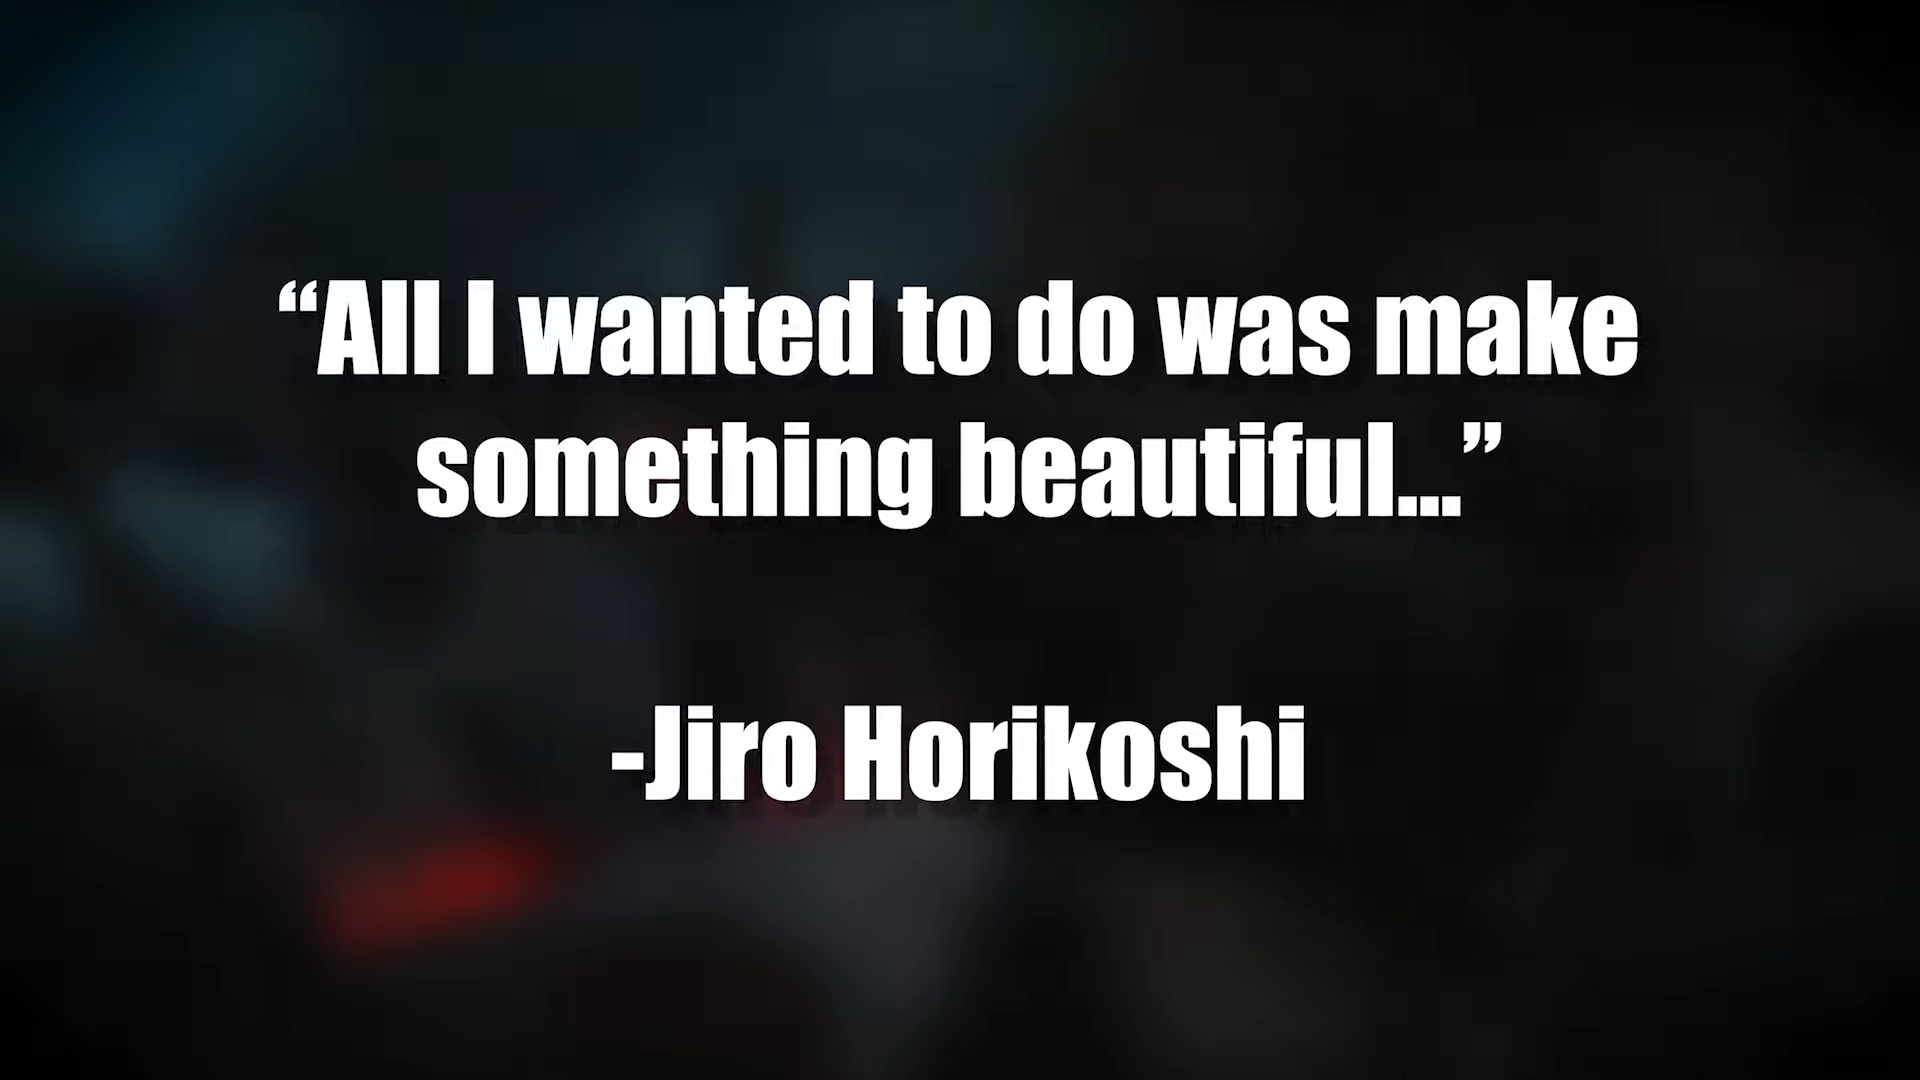 “All I wanted to do was make
something beautiful...”
-Jiro Horikoshi